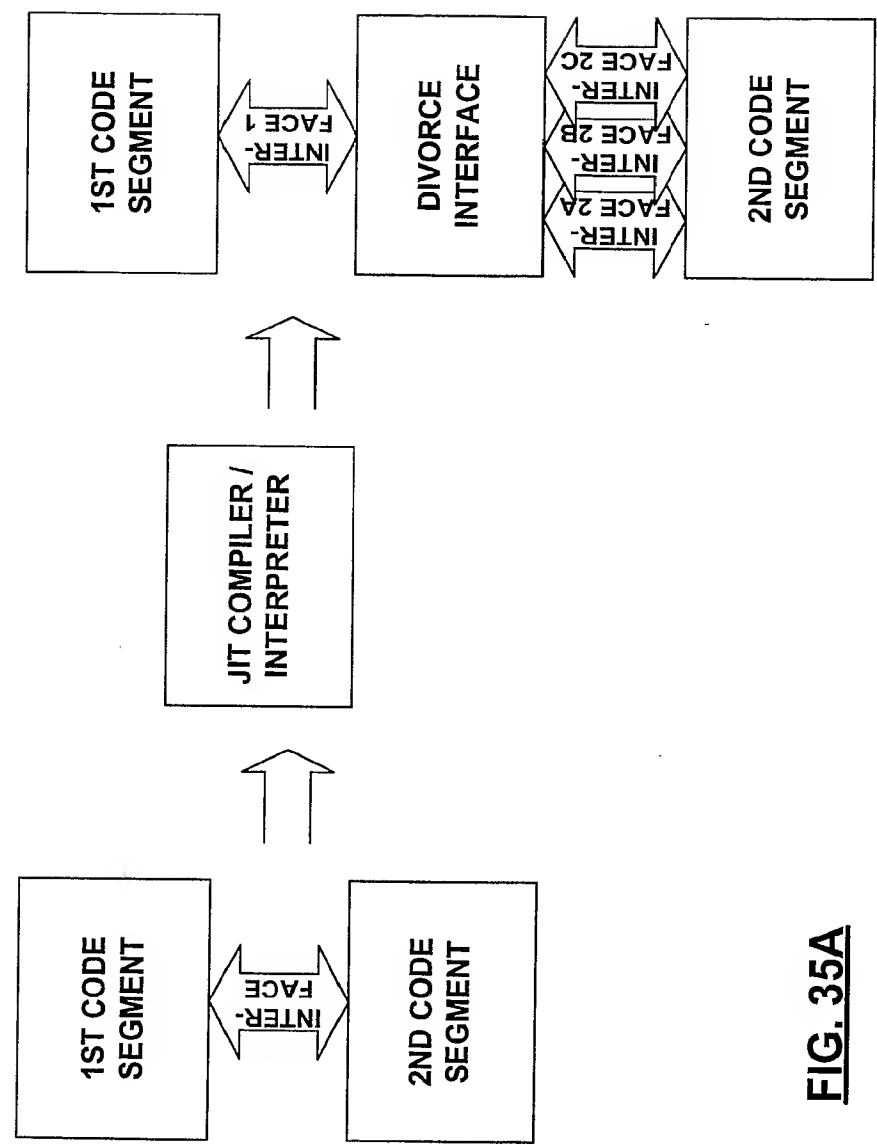 1ST CODE
SEGMENT
INTER-
FACE
2ND CODE
SEGMENT
JIT COMPILER /
INTERPRETER
1ST CODE
SEGMENT
INTER-
FACE 1
DIVORCE
INTERFACE
INTER-
FACE 2A
INTER-
FACE 2B
INTER-
FACE 2C
2ND CODE
SEGMENT
FIG. 35A